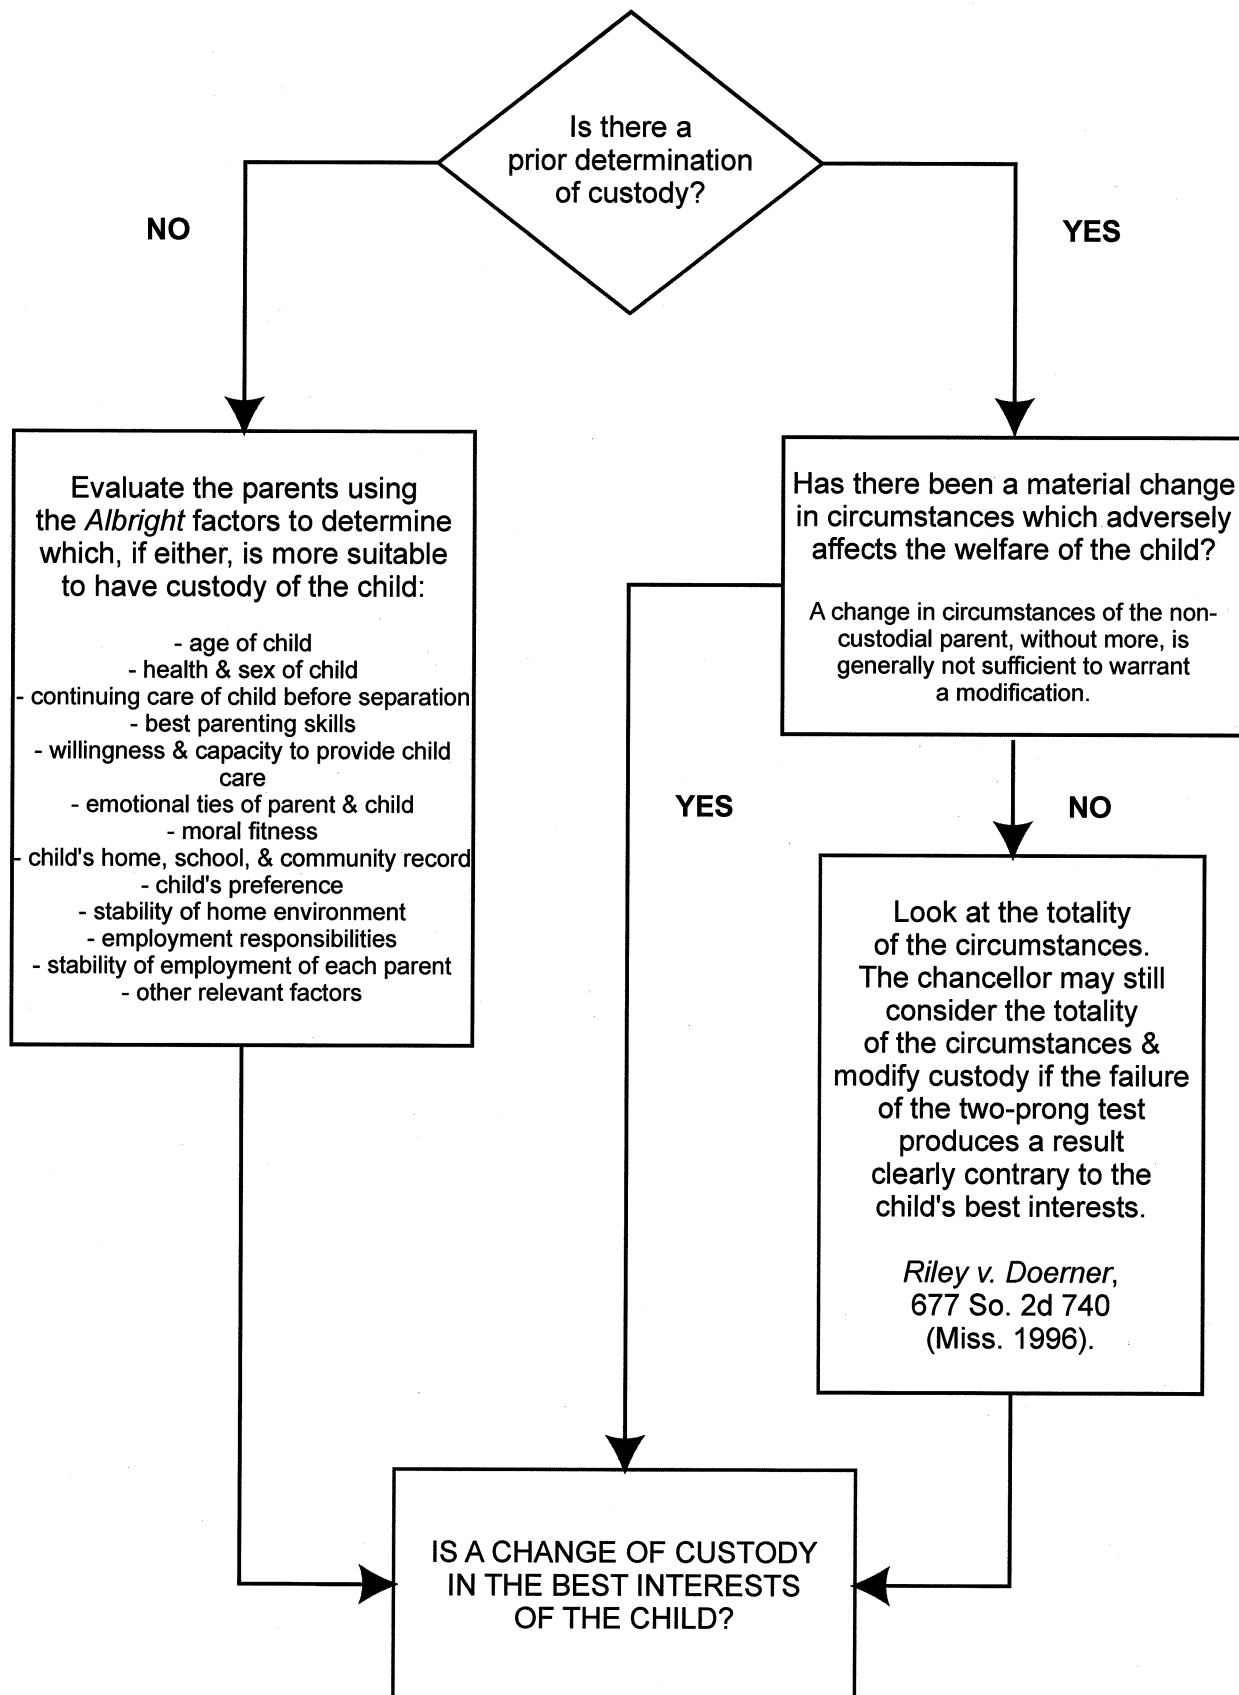 Is there a
prior determination
of custody?
NO
YES
Evaluate the parents using
the Albright factors to determine
which, if either, is more suitable
to have custody of the child:
- age of child
- health & sex of child
- continuing care of child before separation
- best parenting skills
- willingness & capacity to provide child
care
- emotional ties of parent & child
- moral fitness
- child's home, school, & community record
- child's preference
- stability of home environment
- employment responsibilities
- stability of employment of each parent
- other relevant factors
Has there been a material change
in circumstances which adversely
affects the welfare of the child?
A change in circumstances of the non-
custodial parent, without more, is
generally not sufficient to warrant
a modification.
YES
NO
Look at the totality
of the circumstances.
The chancellor may still
consider the totality
of the circumstances &
modify custody if the failure
of the two-prong test
produces a result
clearly contrary to the
child's best interests.
Riley v. Doerner,
677 So. 2d 740
(Miss. 1996).
IS A CHANGE OF CUSTODY
IN THE BEST INTERESTS
OF THE CHILD?